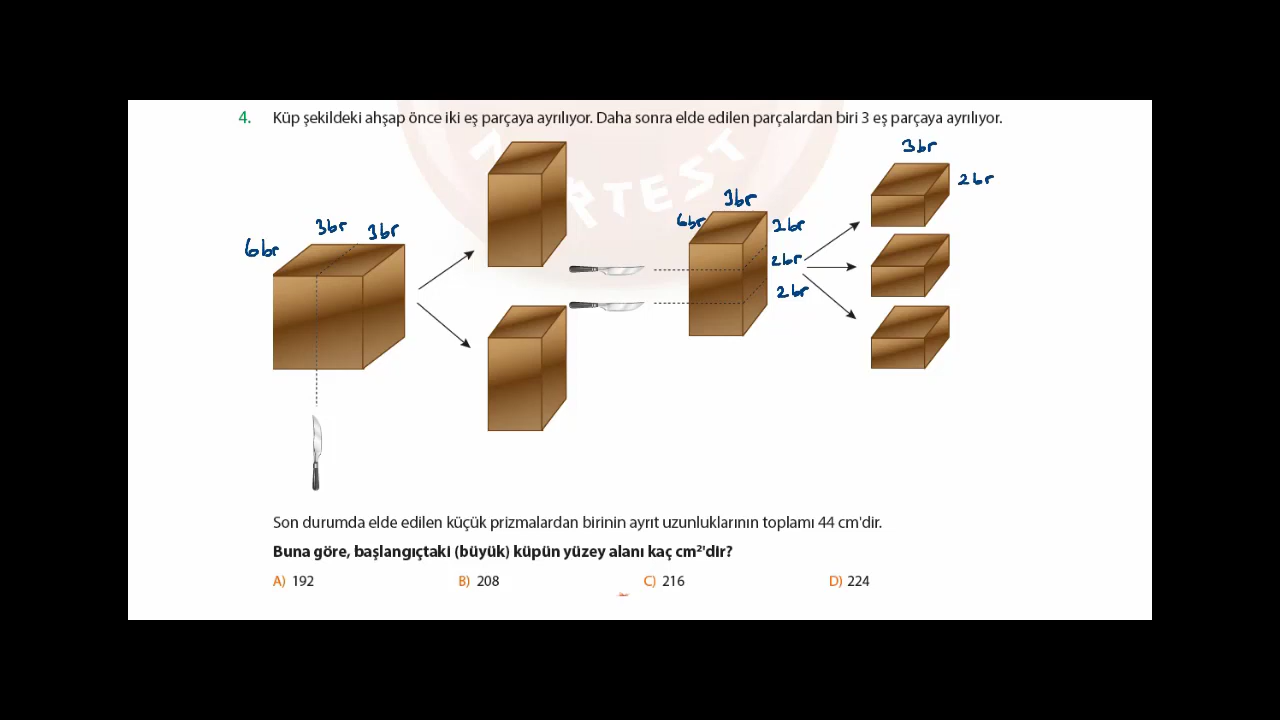 4. Küp şekildeki ahşap önce iki eş parçaya ayrılıyor. Daha sonra elde edilen parçalardan biri 3 eş parçaya ayrılıyor.
3br
2br
3br
6br
2br
3br
3br
6br
2br
2br
RTEST
Son durumda elde edilen küçük prizmalardan birinin ayrıt uzunluklarının toplamı 44 cm'dir.
Buna göre, başlangıçtaki (büyük) küpün yüzey alanı kaç cm²'dir?
A) 192 B) 208 C) 216 D) 224